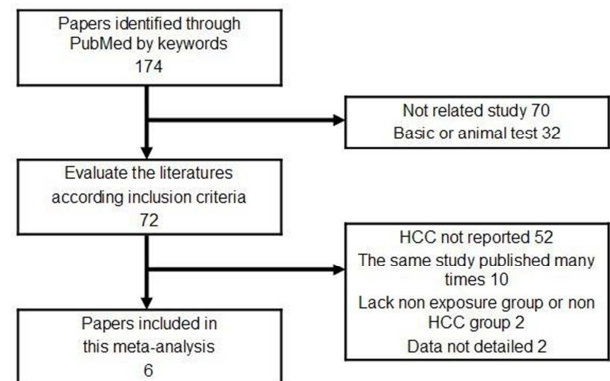 Papers identified through
PubMed by keywords
174
Not related study 70
Basic or animal test 32
Evaluate the literatures
according inclusion criteria
72
HCC not reported 52
The same study published many
times 10
Lack non exposure group or non
HCC group 2
Data not detailed 2
Papers included in
this meta-analysis
6